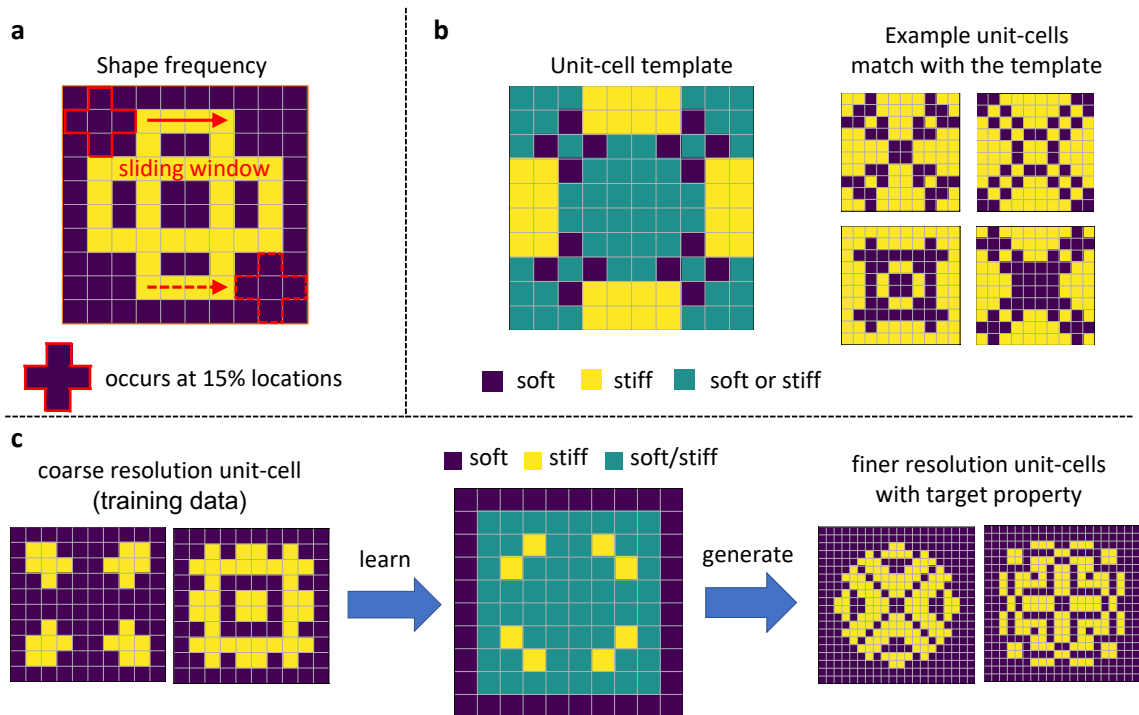 a
Shape frequency
sliding window
occurs at 15% locations
b
Unit-cell template
Example unit-cells
match with the template
soft stiff soft or stiff
c
coarse resolution unit-cell
(training data)
learn
soft stiff soft/stiff
generate
finer resolution unit-cells
with target property